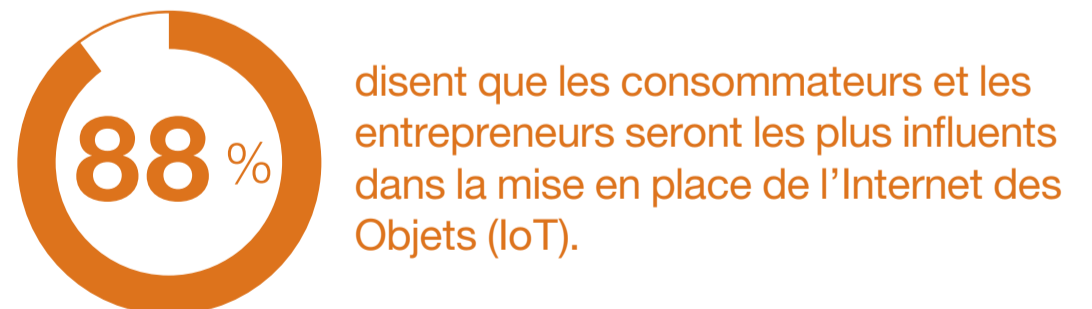 88 %
disent que les consommateurs et les
entrepreneurs seront les plus influents
dans la mise en place de l’Internet des
Objets (IoT).